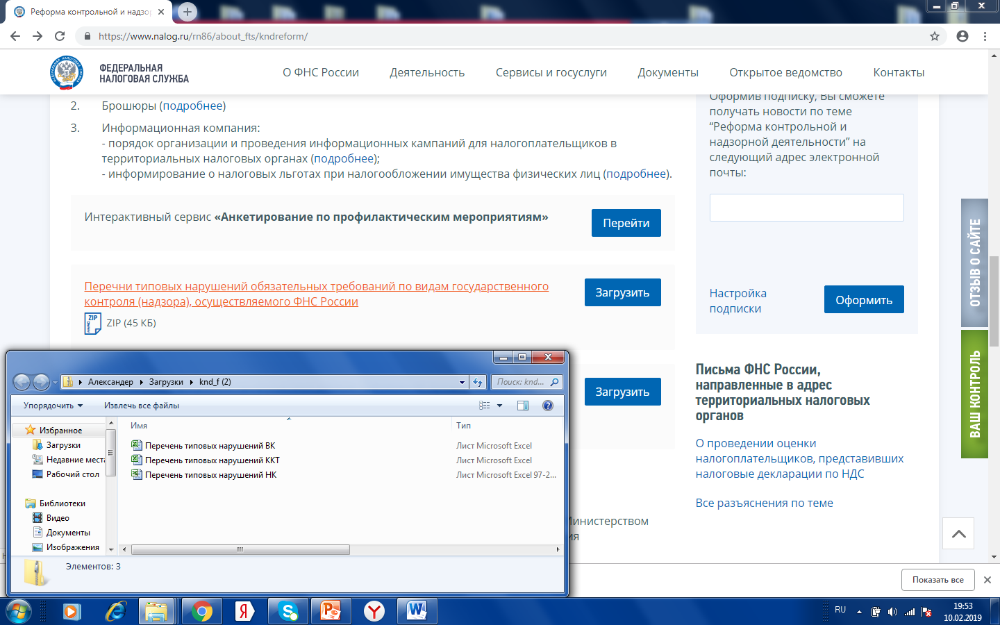 Реформа контрольной и надзор
https://www.nalog.ru/rn86/about_fts/kndreform/
ФЕДЕРАЛЬНАЯ
НАЛОГОВАЯ СЛУЖБА
О ФНС России
Деятельность
Сервисы и госуслуги
Документы
Открытое ведомство
Контакты
2. Брошюры (подробнее)
3. Информационная компания:
- порядок организации и проведения информационных кампаний для налогоплательщиков в
территориальных налоговых органах (подробнее);
- информирование о налоговых льготах при налогообложении имущества физических лиц (подробнее).
Интерактивный сервис «Анкетирование по профилактическим мероприятиям»
Перейти
Перечни типовых нарушений обязательных требований по видам государственного
контроля (надзора), осуществляемого ФНС России
ZIP
ZIP (45 КБ)
Загрузить
Загрузить
Министерством
ия
Оформив подписку, Вы сможете
получать новости по теме
“Реформа контрольной и
надзорной деятельности” на
следующий адрес электронной
почты:
Настройка
подписки
Оформить
Письма ФНС России,
направленные в адрес
территориальных налоговых
органов
О проведении оценки
налогоплательщиков, представивших
налоговые декларации по НДС
Все разъяснения по теме
ОТЗЫВ О САЙТЕ
ВАШ КОНТРОЛЬ
Александер
Загрузки
knd_f (2)
Поиск: knd...
Упорядочить
Извлечь все файлы
Избранное
Загрузки
Недавние места
Рабочий стол
Библиотеки
Видео
Документы
Изображения
Имя
Тип
Перечень типовых нарушений ВК
Лист Microsoft Excel
Перечень типовых нарушений ККТ
Лист Microsoft Excel
Перечень типовых нарушений НК
Лист Microsoft Excel 97-2...
Элементов: 3
Показать все
RU
19:53
10.02.2019